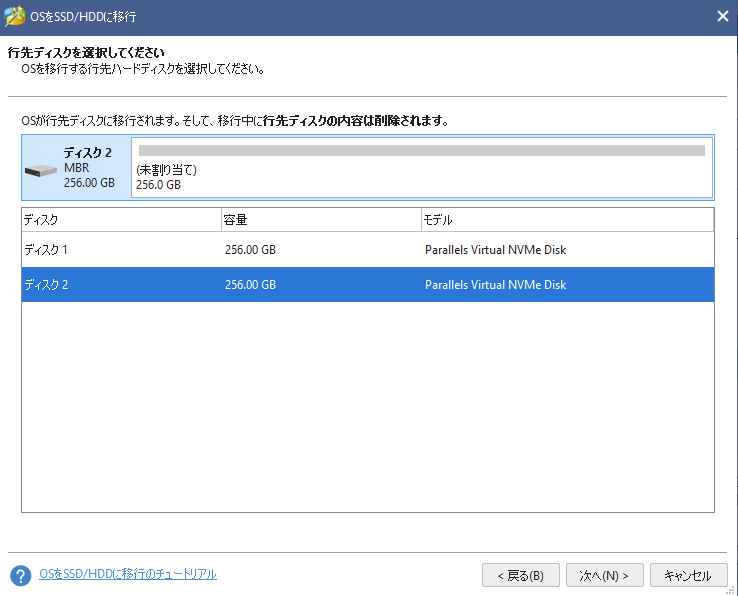 OSをSSD/HDDに移行
行先ディスクを選択してください
OSを移行する行先ハードディスクを選択してください。
OSが行先ディスクに移行されます。そして、移行中に行先ディスクの内容は削除されます。
ディスク 2
MBR
256.00 GB
(未割り当て)
256.0 GB
ディスク 容量 モデル
ディスク 1 256.00 GB Parallels Virtual NVMe Disk
ディスク 2 256.00 GB Parallels Virtual NVMe Disk
? OSをSSD/HDDに移行のチュートリアル < 戻る(B) 次へ(N) > キャンセル